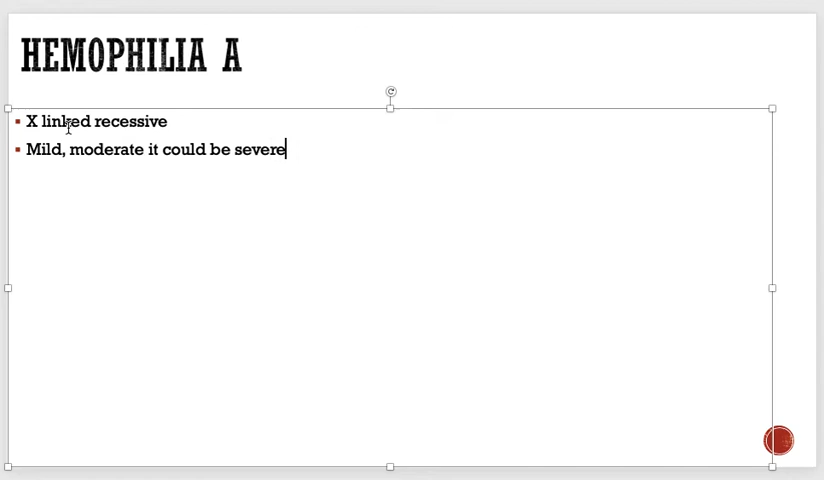 HEMOPHILIA A
X linked recessive
Mild, moderate it could be severe